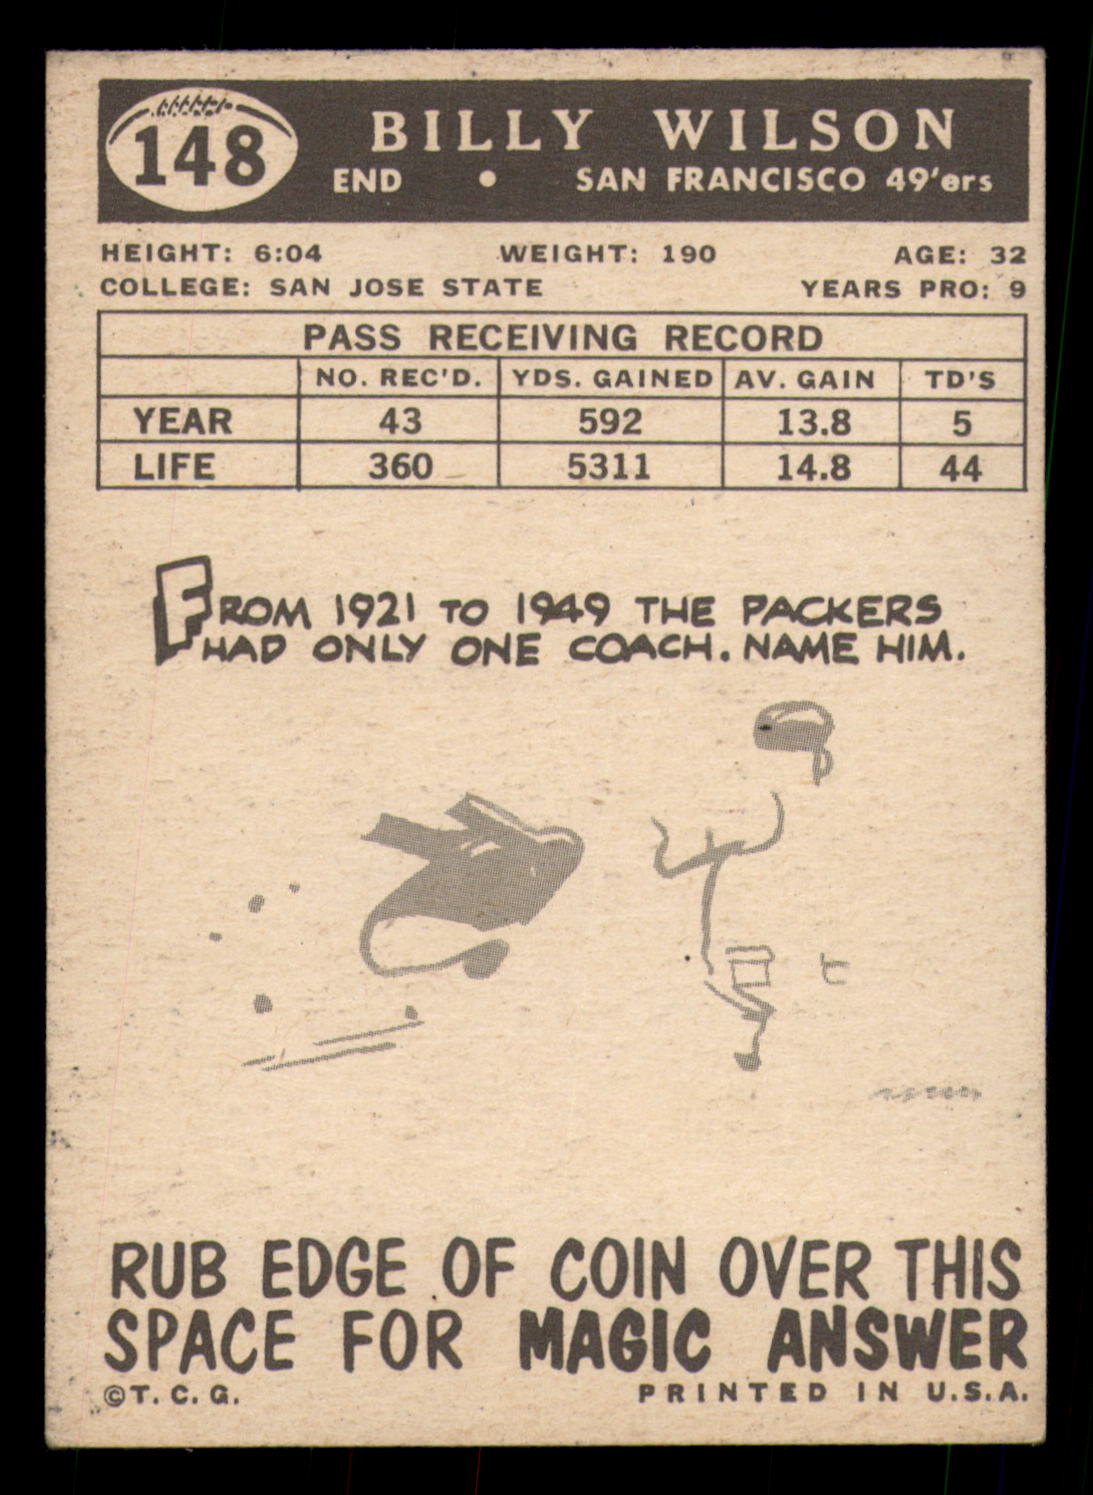 148
BILLY WILSON
END • SAN FRANCISCO 49'ers
HEIGHT: 6:04 WEIGHT: 190 AGE: 32
COLLEGE: SAN JOSE STATE YEARS PRO: 9
PASS RECEIVING RECORD
NO. REC'D. YDS. GAINED AV. GAIN TD'S
YEAR 43 592 13.8 5
LIFE 360 5311 14.8 44
FROM 1921 TO 1949 THE PACKERS
HAD ONLY ONE COACH. NAME HIM.
RUB EDGE OF COIN OVER THIS
SPACE FOR MAGIC ANSWER
©T. C. G. PRINTED IN U.S.A.